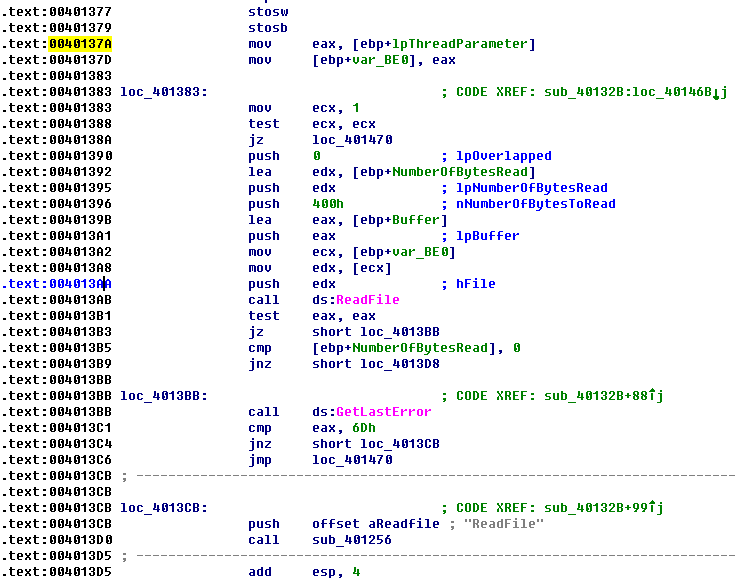 .text:00401377 stosw
.text:00401379 stosb
.text:0040137A mov eax, [ebp+lpThreadParameter]
.text:0040137D mov [ebp+var_BE0], eax
.text:00401383
.text:00401383 loc_401383: ; CODE XREF: sub_40132B:loc_40146B↓j
.text:00401383 mov ecx, 1
.text:00401388 test ecx, ecx
.text:0040138A jz loc_401470
.text:00401390 push 0 ; lpOverlapped
.text:00401392 lea edx, [ebp+NumberOfBytesRead]
.text:00401395 push edx ; lpNumberOfBytesRead
.text:00401396 push 400h ; nNumberOfBytesToRead
.text:0040139B lea eax, [ebp+Buffer]
.text:004013A1 push eax ; lpBuffer
.text:004013A2 mov ecx, [ebp+var_BE0]
.text:004013A8 mov edx, [ecx]
.text:004013AA push edx ; hFile
.text:004013AB call ds:ReadFile
.text:004013B1 test eax, eax
.text:004013B3 jz short loc_4013BB
.text:004013B5 cmp [ebp+NumberOfBytesRead], 0
.text:004013B9 jnz short loc_4013D8
.text:004013BB
.text:004013BB loc_4013BB: ; CODE XREF: sub_40132B+88↑j
.text:004013BB call ds:GetLastError
.text:004013C1 cmp eax, 6Dh
.text:004013C4 jnz short loc_4013CB
.text:004013C6 jmp loc_401470
.text:004013CB ; ---------------------------------------------------------------------------
.text:004013CB
.text:004013CB loc_4013CB: ; CODE XREF: sub_40132B+99↑j
.text:004013CB push offset aReadfile ; "ReadFile"
.text:004013D0 call sub_401256
.text:004013D5 ; ---------------------------------------------------------------------------
.text:004013D5 add esp, 4